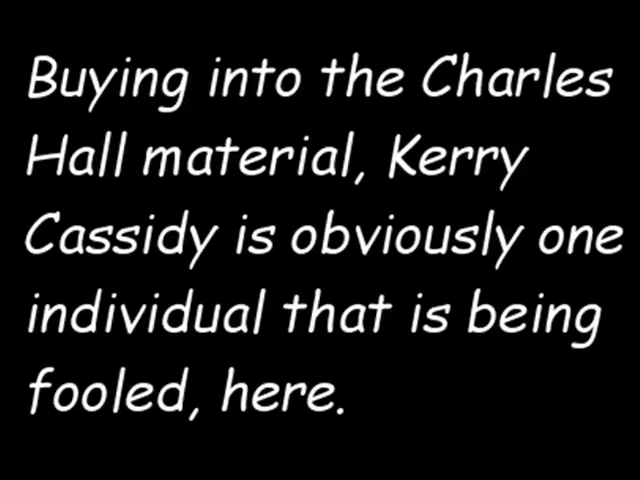 Buying into the Charles
Hall material, Kerry
Cassidy is obviously one
individual that is being
fooled, here.